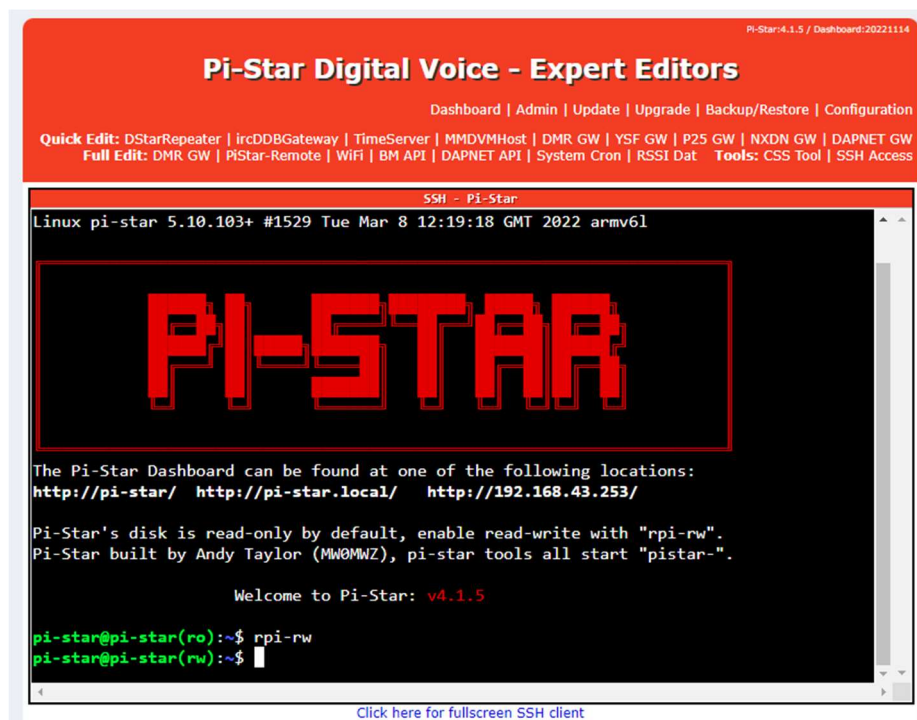 Pi-Star:4.1.5 / Dashboard:20221114
Pi-Star Digital Voice - Expert Editors
Dashboard | Admin | Update | Upgrade | Backup/Restore | Configuration
Quick Edit: DStarRepeater | ircDDBGateway | TimeServer | MMDVMHost | DMR GW | YSF GW | P25 GW | NXDN GW | DAPNET GW
Full Edit: DMR GW | PiStar-Remote | WiFi | BM API | DAPNET API | System Cron | RSSI Dat Tools: CSS Tool | SSH Access
SSH - Pi-Star
Linux pi-star 5.10.103+ #1529 Tue Mar 8 12:19:18 GMT 2022 armv6l
PI-STAR
The Pi-Star Dashboard can be found at one of the following locations:
http://pi-star/ http://pi-star.local/ http://192.168.43.253/
Pi-Star's disk is read-only by default, enable read-write with "rpi-rw".
Pi-Star built by Andy Taylor (MW0MWZ), pi-star tools all start "pistar-".
Welcome to Pi-Star: v4.1.5
pi-star@pi-star(ro):~$ rpi-rw
pi-star@pi-star(rw):~$
Click here for fullscreen SSH client